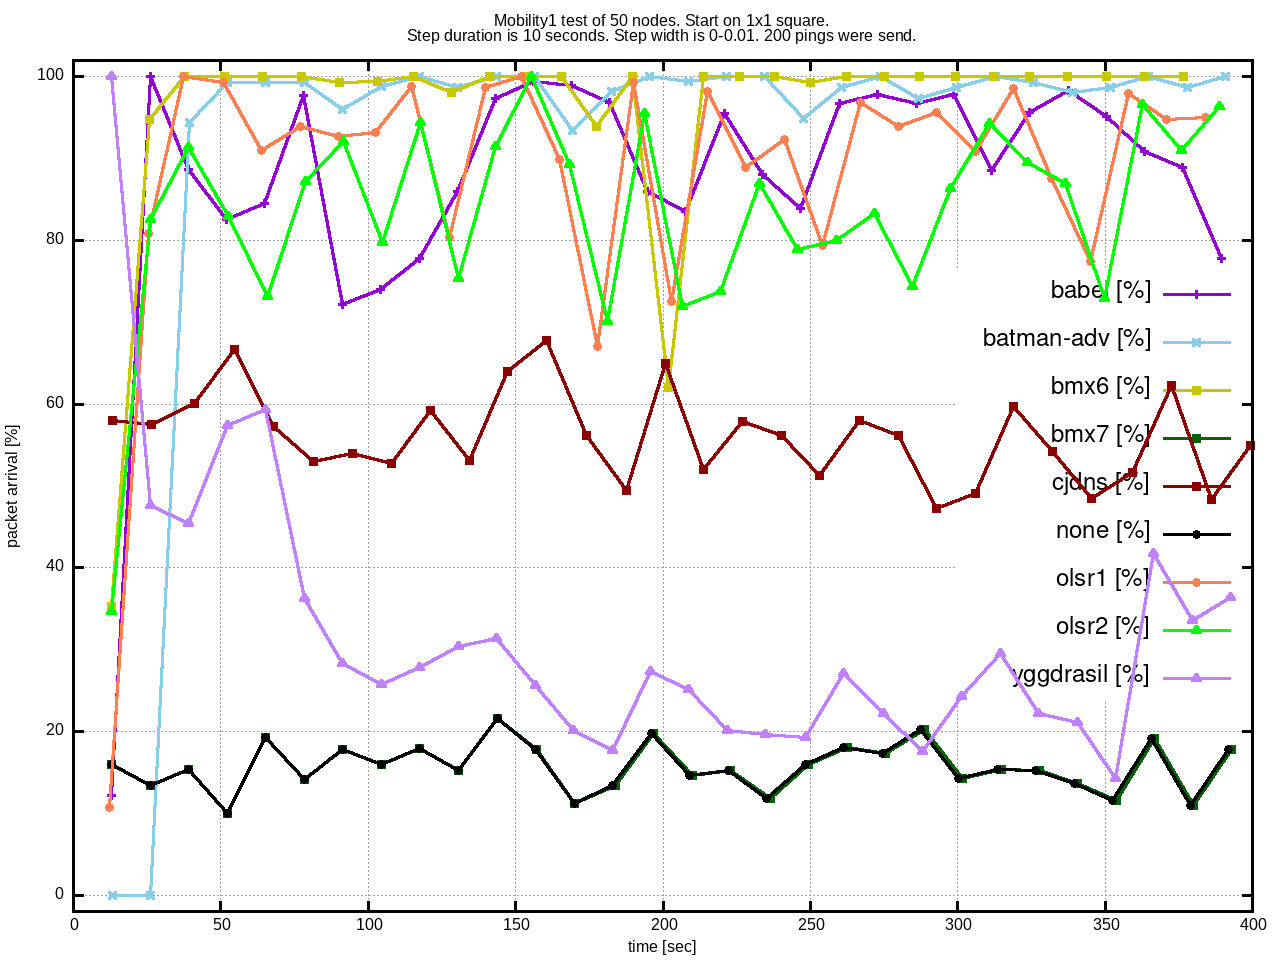 Mobility1 test of 50 nodes. Start on 1x1 square.
Step duration is 10 seconds. Step width is 0-0.01. 200 pings were send.
100
80
60
40
20
0
packet arrival [%]
babel [%]
batman-adv [%]
bmx6 [%]
bmx7 [%]
cjdns [%]
none [%]
olsr1 [%]
olsr2 [%]
yggdrasil [%]
0 50 100 150 200 250 300 350 400
time [sec]